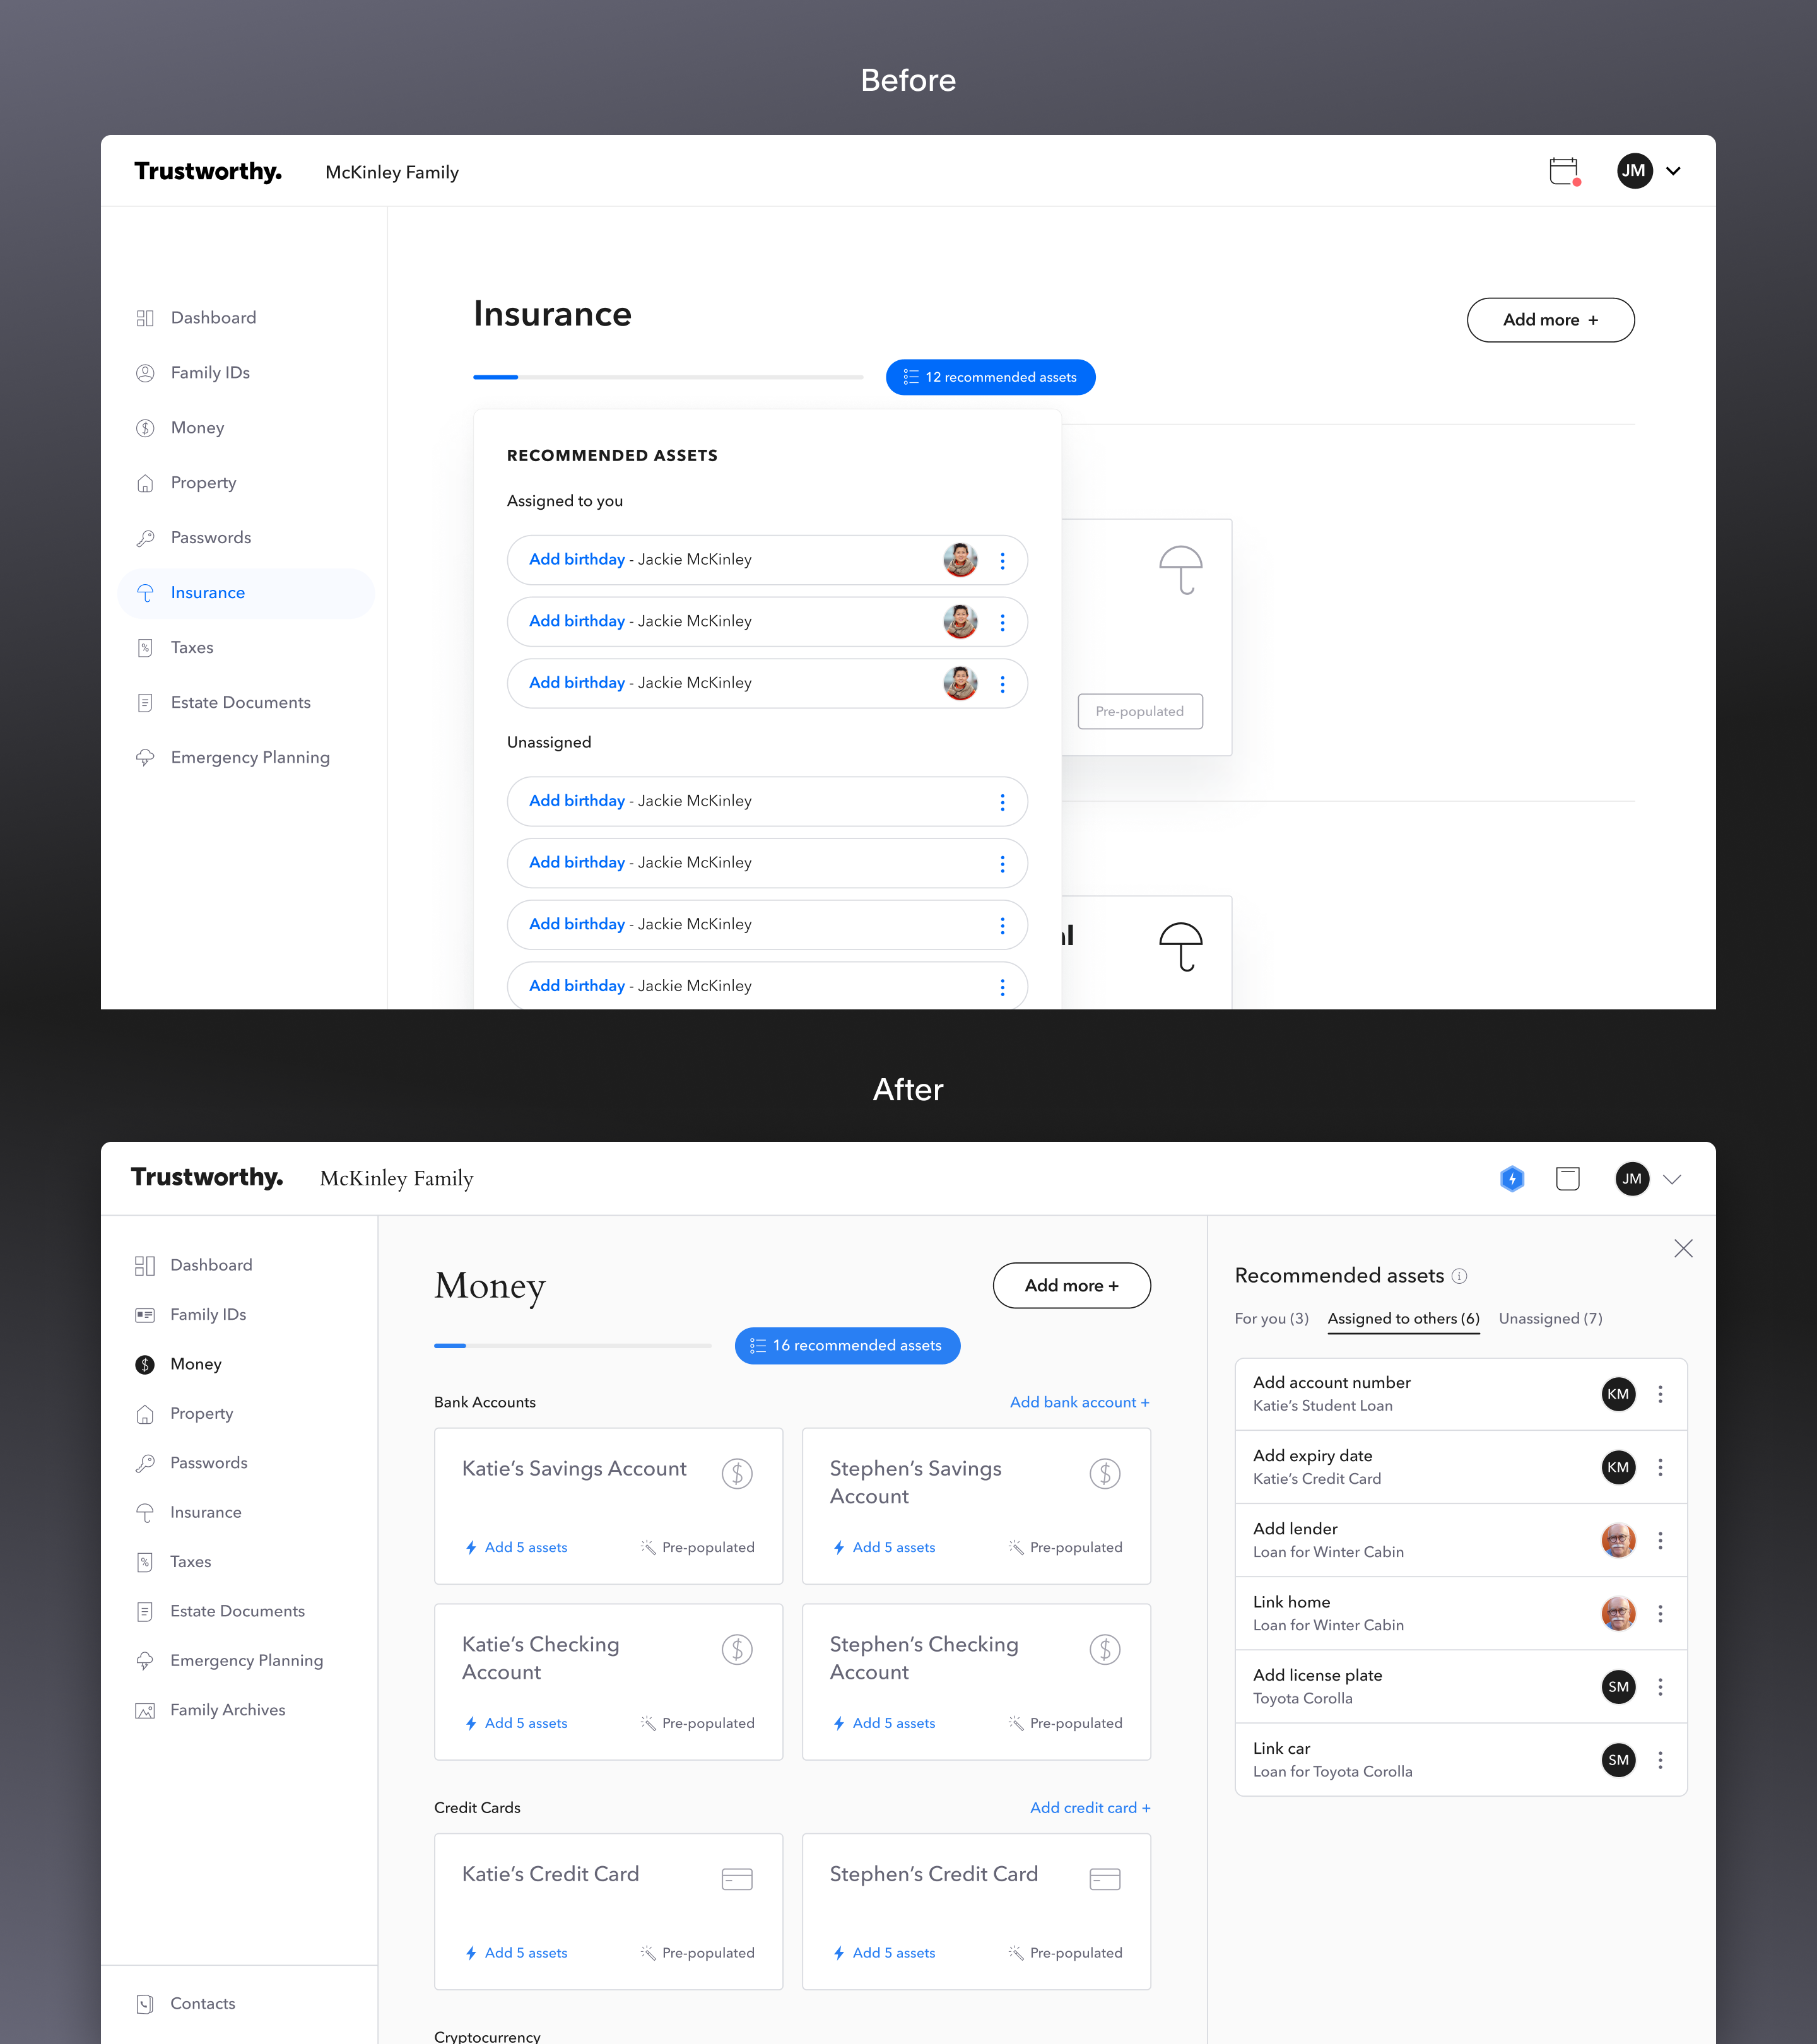 Before
Trustworthy.
McKinley Family
JM
Dashboard
Family IDs
Money
Property
Passwords
Insurance
Taxes
Estate Documents
Emergency Planning
Insurance
Add more +
12 recommended assets
RECOMMENDED ASSETS
Assigned to you
Add birthday - Jackie McKinley
Add birthday - Jackie McKinley
Add birthday - Jackie McKinley
Unassigned
Add birthday - Jackie McKinley
Add birthday - Jackie McKinley
Add birthday - Jackie McKinley
Add birthday - Jackie McKinley
Pre-populated
After
Trustworthy.
McKinley Family
JM
Dashboard
Family IDs
Money
Property
Passwords
Insurance
Taxes
Estate Documents
Emergency Planning
Family Archives
Contacts
Money
Add more +
16 recommended assets
Bank Accounts
Add bank account +
Katie’s Savings Account
Add 5 assets
Pre-populated
Stephen’s Savings
Account
Add 5 assets
Pre-populated
Katie’s Checking
Account
Add 5 assets
Pre-populated
Stephen’s Checking
Account
Add 5 assets
Pre-populated
Credit Cards
Add credit card +
Katie’s Credit Card
Add 5 assets
Pre-populated
Stephen’s Credit Card
Add 5 assets
Pre-populated
Cryptocurrency
Recommended assets
For you (3)
Assigned to others (6)
Unassigned (7)
Add account number
Katie’s Student Loan
KM
Add expiry date
Katie’s Credit Card
KM
Add lender
Loan for Winter Cabin
Link home
Loan for Winter Cabin
Add license plate
Toyota Corolla
SM
Link car
Loan for Toyota Corolla
SM